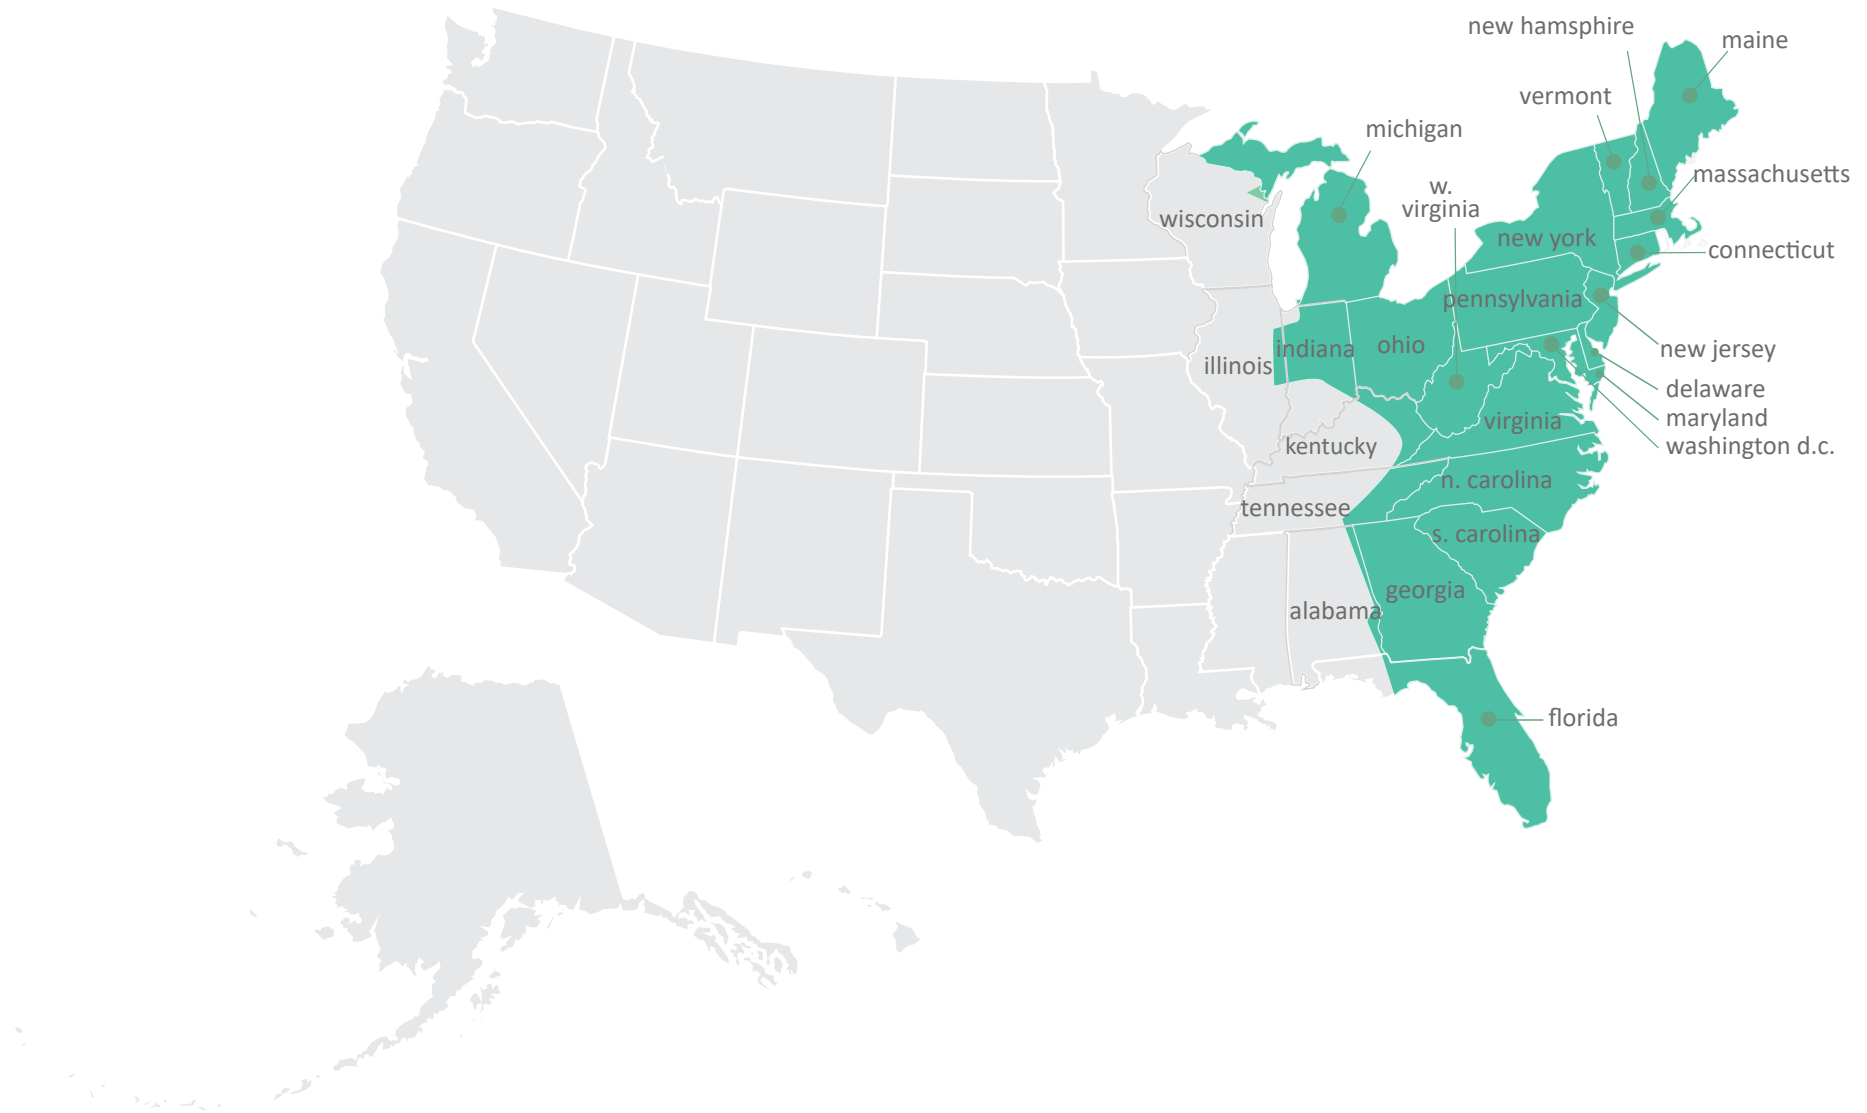 new hamsphire
maine
vermont
michigan
massachusetts
w.
virginia
wisconsin
new york
connecticut
pennsylvania
indiana
ohio
new jersey
illinois
delaware
maryland
virginia
washington d.c.
kentucky
n. carolina
tennessee
s. carolina
georgia
alabama
florida